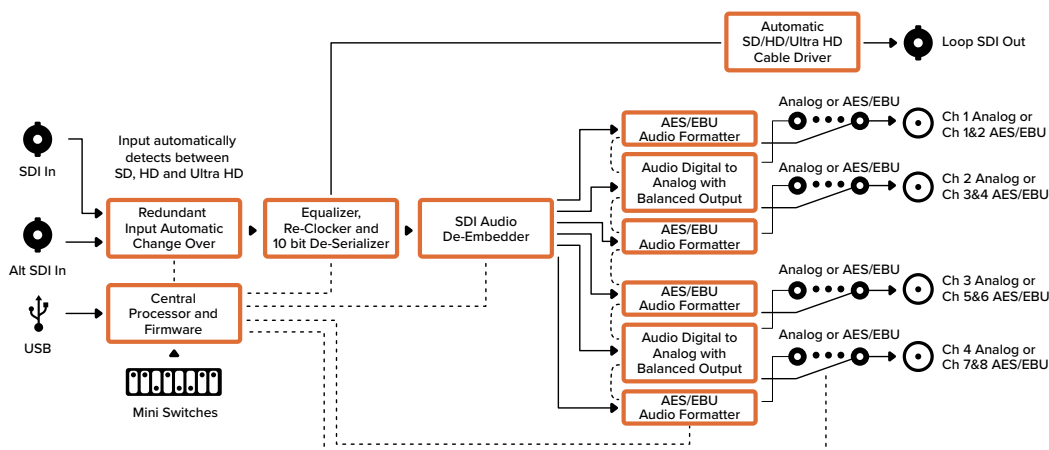 Automatic
SD/HD/Ultra HD
Cable Driver
Loop SDI Out
SDI In
Input automatically
detects between
SD, HD and Ultra HD
Alt SDI In
Redundant
Input Automatic
Change Over
Equalizer,
Re-Clocker and
10 bit De-Serializer
SDI Audio
De-Embedder
USB
Central
Processor and
Firmware
Mini Switches
AES/EBU
Audio Formatter
Audio Digital to
Analog with
Balanced Output
AES/EBU
Audio Formatter
AES/EBU
Audio Formatter
Audio Digital to
Analog with
Balanced Output
AES/EBU
Audio Formatter
Analog or AES/EBU
Ch 1 Analog or
Ch 1&2 AES/EBU
Analog or AES/EBU
Ch 2 Analog or
Ch 3&4 AES/EBU
Analog or AES/EBU
Ch 3 Analog or
Ch 5&6 AES/EBU
Analog or AES/EBU
Ch 4 Analog or
Ch 7&8 AES/EBU